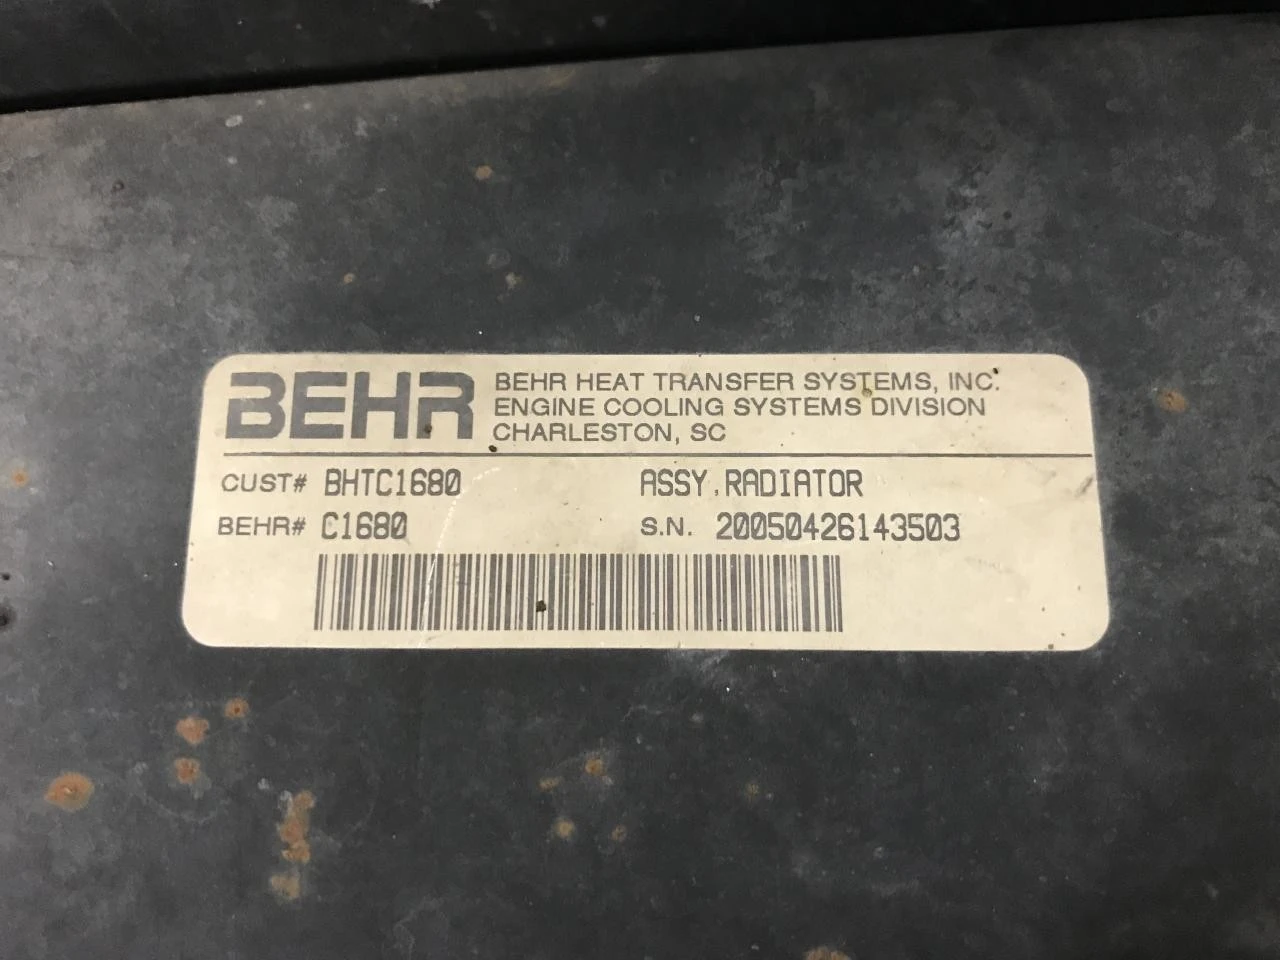 BEHR
BEHR HEAT TRANSFER SYSTEMS, INC.
ENGINE COOLING SYSTEMS DIVISION
CHARLESTON, SC
CUST# BHTC1680 ASSY,RADIATOR
BEHR# C1680 S.N. 20050426143503